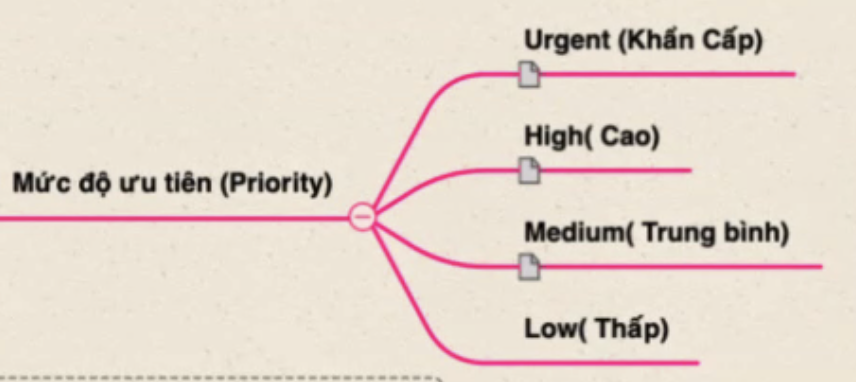 Urgent (Khẩn Cấp)
High( Cao)
Mức độ ưu tiên (Priority)
Medium( Trung bình)
Low( Thấp)